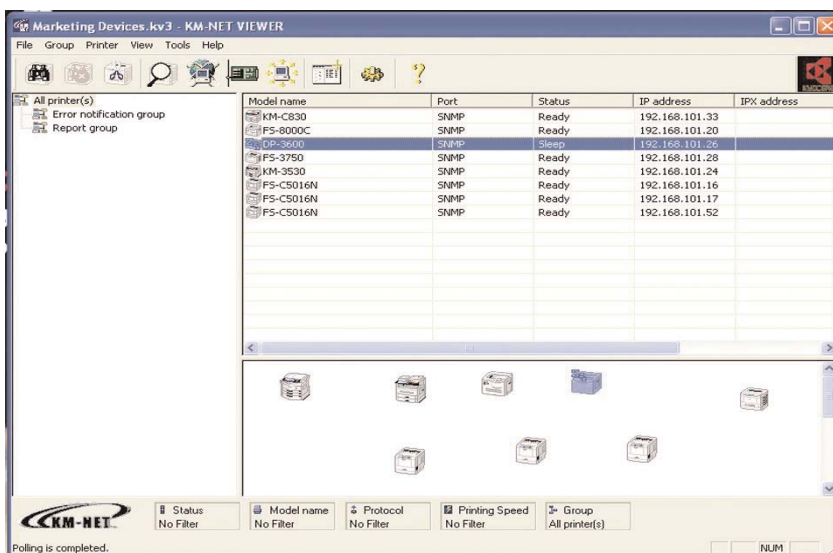 Marketing Devices.kv3 - KM-NET VIEWER
File Group Printer View Tools Help
All printer(s)
Error notification group
Report group
Model name Port Status IP address IPX address
KM-C830 SNMP Ready 192.168.101.33
FS-8000C SNMP Ready 192.168.101.20
DP-3600 SNMP Sleep 192.168.101.26
FS-3750 SNMP Ready 192.168.101.28
KM-3530 SNMP Ready 192.168.101.24
FS-C5016N SNMP Ready 192.168.101.16
FS-C5016N SNMP Ready 192.168.101.17
FS-C5016N SNMP Ready 192.168.101.52
KM-NET
Status Model name Protocol Printing Speed Group
No Filter No Filter No Filter No Filter All printer(s)
Polling is completed. NUM